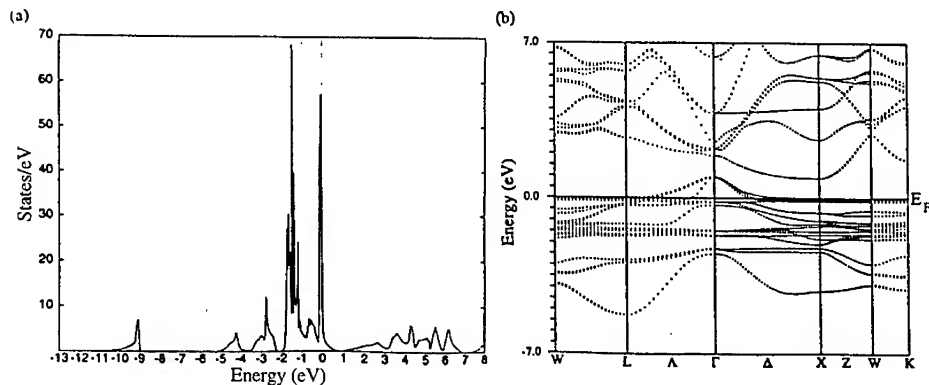 (a)
70
60
50
40
30
20
10
States/eV
-13 -12 -11 -10 -9 -8 -7 -6 -5 -4 -3 -2 -1 0 1 2 3 4 5 6 7 8
Energy (eV)
(b)
7.0
0.0
-7.0
Energy (eV)
E_F
W L Λ Γ Δ X Z W K